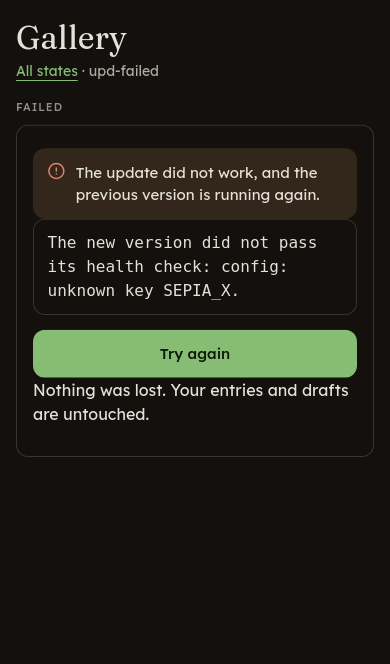 Gallery
All states · upd-failed
FAILED
The update did not work, and the
previous version is running again.
The new version did not pass
its health check: config:
unknown key SEPIA_X.
Try again
Nothing was lost. Your entries and drafts
are untouched.